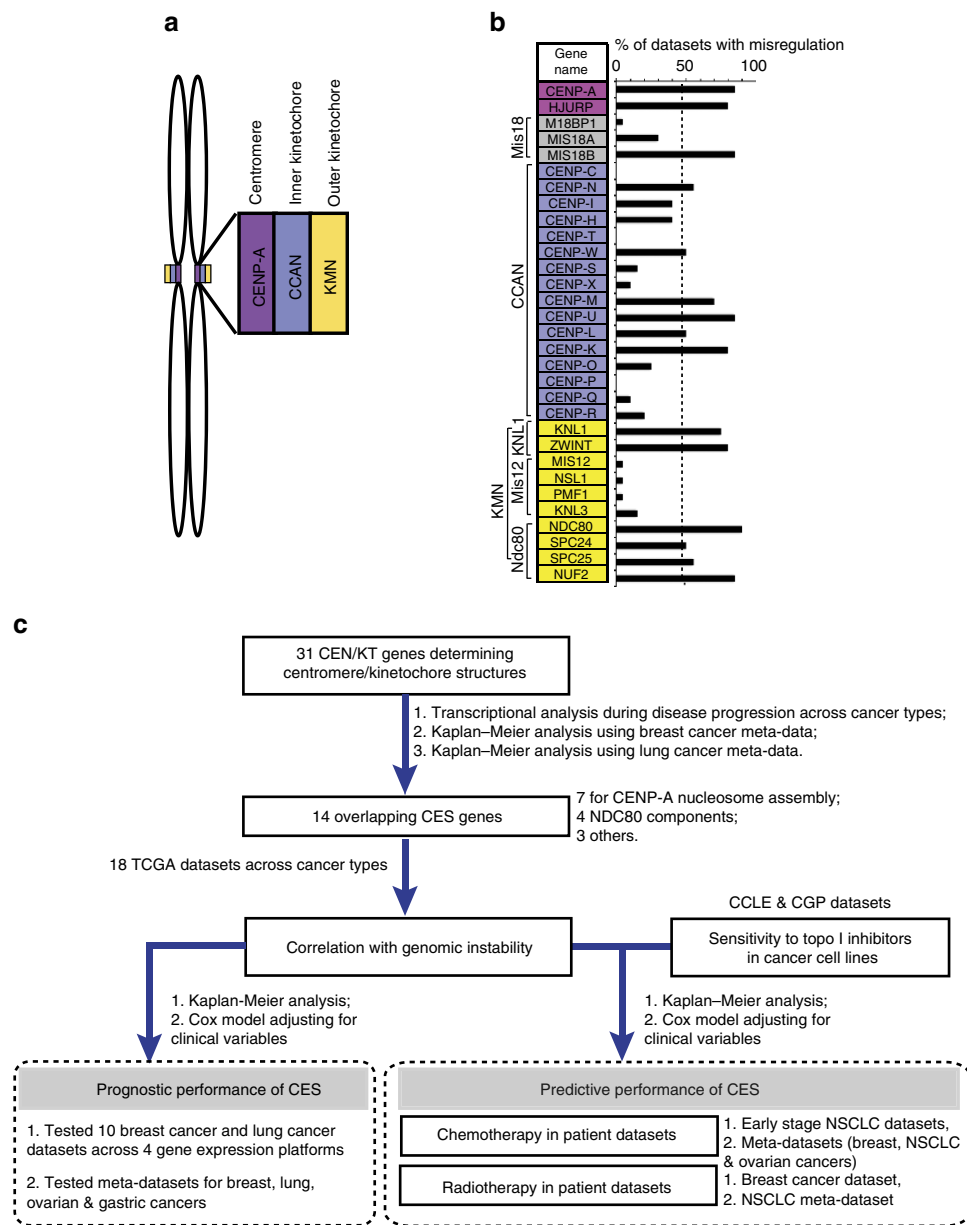 a
Centromere
Inner kinetochore
Outer kinetochore
CENP-A
CCAN
KMN
b
% of datasets with misregulation
Gene
name
0
50
100
CENP-A
HJURP
Mis18
M18BP1
MIS18A
MIS18B
CCAN
CENP-C
CENP-N
CENP-I
CENP-H
CENP-T
CENP-W
CENP-S
CENP-X
CENP-M
CENP-U
CENP-L
CENP-K
CENP-O
CENP-P
CENP-Q
CENP-R
KMN
KNL1
KNL1
ZWINT
Mis12
MIS12
NSL1
PMF1
KNL3
Ndc80
NDC80
SPC24
SPC25
NUF2
c
31 CEN/KT genes determining
centromere/kinetochore structures
1. Transcriptional analysis during disease progression across cancer types;
2. Kaplan–Meier analysis using breast cancer meta-data;
3. Kaplan–Meier analysis using lung cancer meta-data.
14 overlapping CES genes
7 for CENP-A nucleosome assembly;
4 NDC80 components;
3 others.
18 TCGA datasets across cancer types
Correlation with genomic instability
CCLE & CGP datasets
Sensitivity to topo I inhibitors
in cancer cell lines
1. Kaplan-Meier analysis;
2. Cox model adjusting for
clinical variables
1. Kaplan–Meier analysis;
2. Cox model adjusting for
clinical variables
Prognostic performance of CES
1. Tested 10 breast cancer and lung cancer
datasets across 4 gene expression platforms
2. Tested meta-datasets for breast, lung,
ovarian & gastric cancers
Predictive performance of CES
Chemotherapy in patient datasets
1. Early stage NSCLC datasets,
2. Meta-datasets (breast, NSCLC
& ovarian cancers)
Radiotherapy in patient datasets
1. Breast cancer dataset,
2. NSCLC meta-dataset